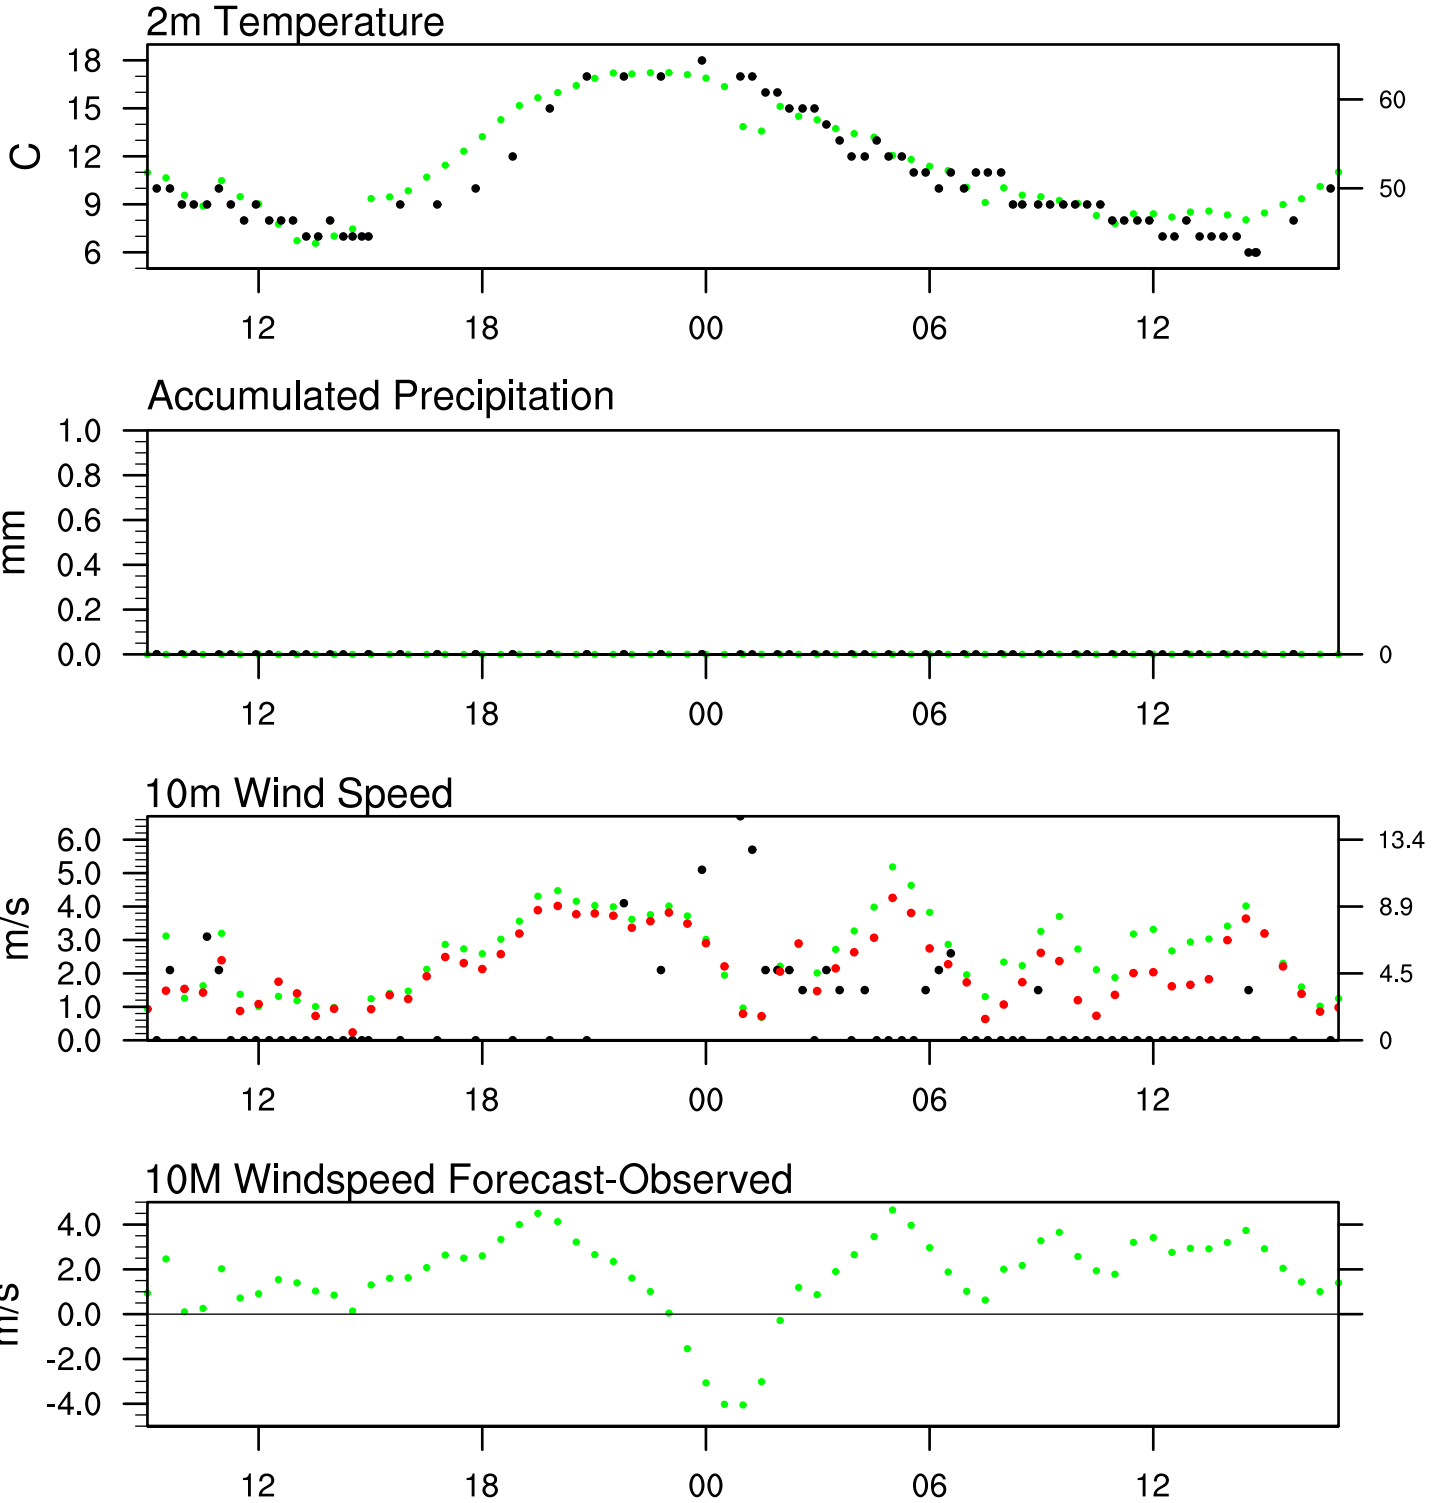 2m Temperature
18
15
12
9
6
C
60
50
12 18 00 06 12
Accumulated Precipitation
1.0
0.8
0.6
0.4
0.2
0.0
mm
0
12 18 00 06 12
10m Wind Speed
6.0
5.0
4.0
3.0
2.0
1.0
0.0
m/s
13.4
8.9
4.5
0
12 18 00 06 12
10M Windspeed Forecast-Observed
4.0
2.0
0.0
-2.0
-4.0
m/s
12 18 00 06 12